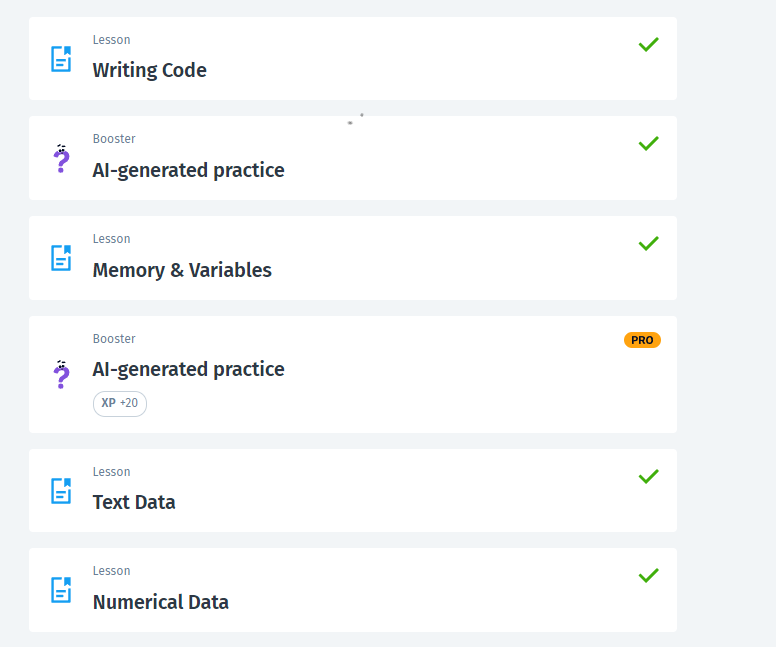 Lesson
Writing Code
Booster
AI-generated practice
Lesson
Memory & Variables
Booster
PRO
AI-generated practice
XP +20
Lesson
Text Data
Lesson
Numerical Data